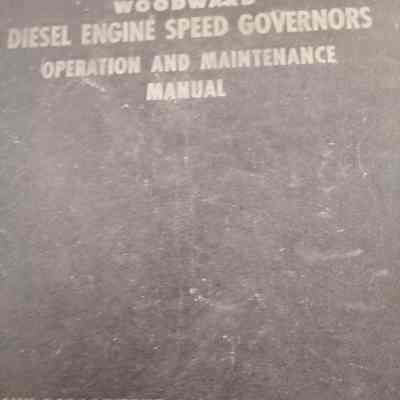 WOODWARD
DIESEL ENGINE SPEED GOVERNORS
OPERATION AND MAINTENANCE
MANUAL